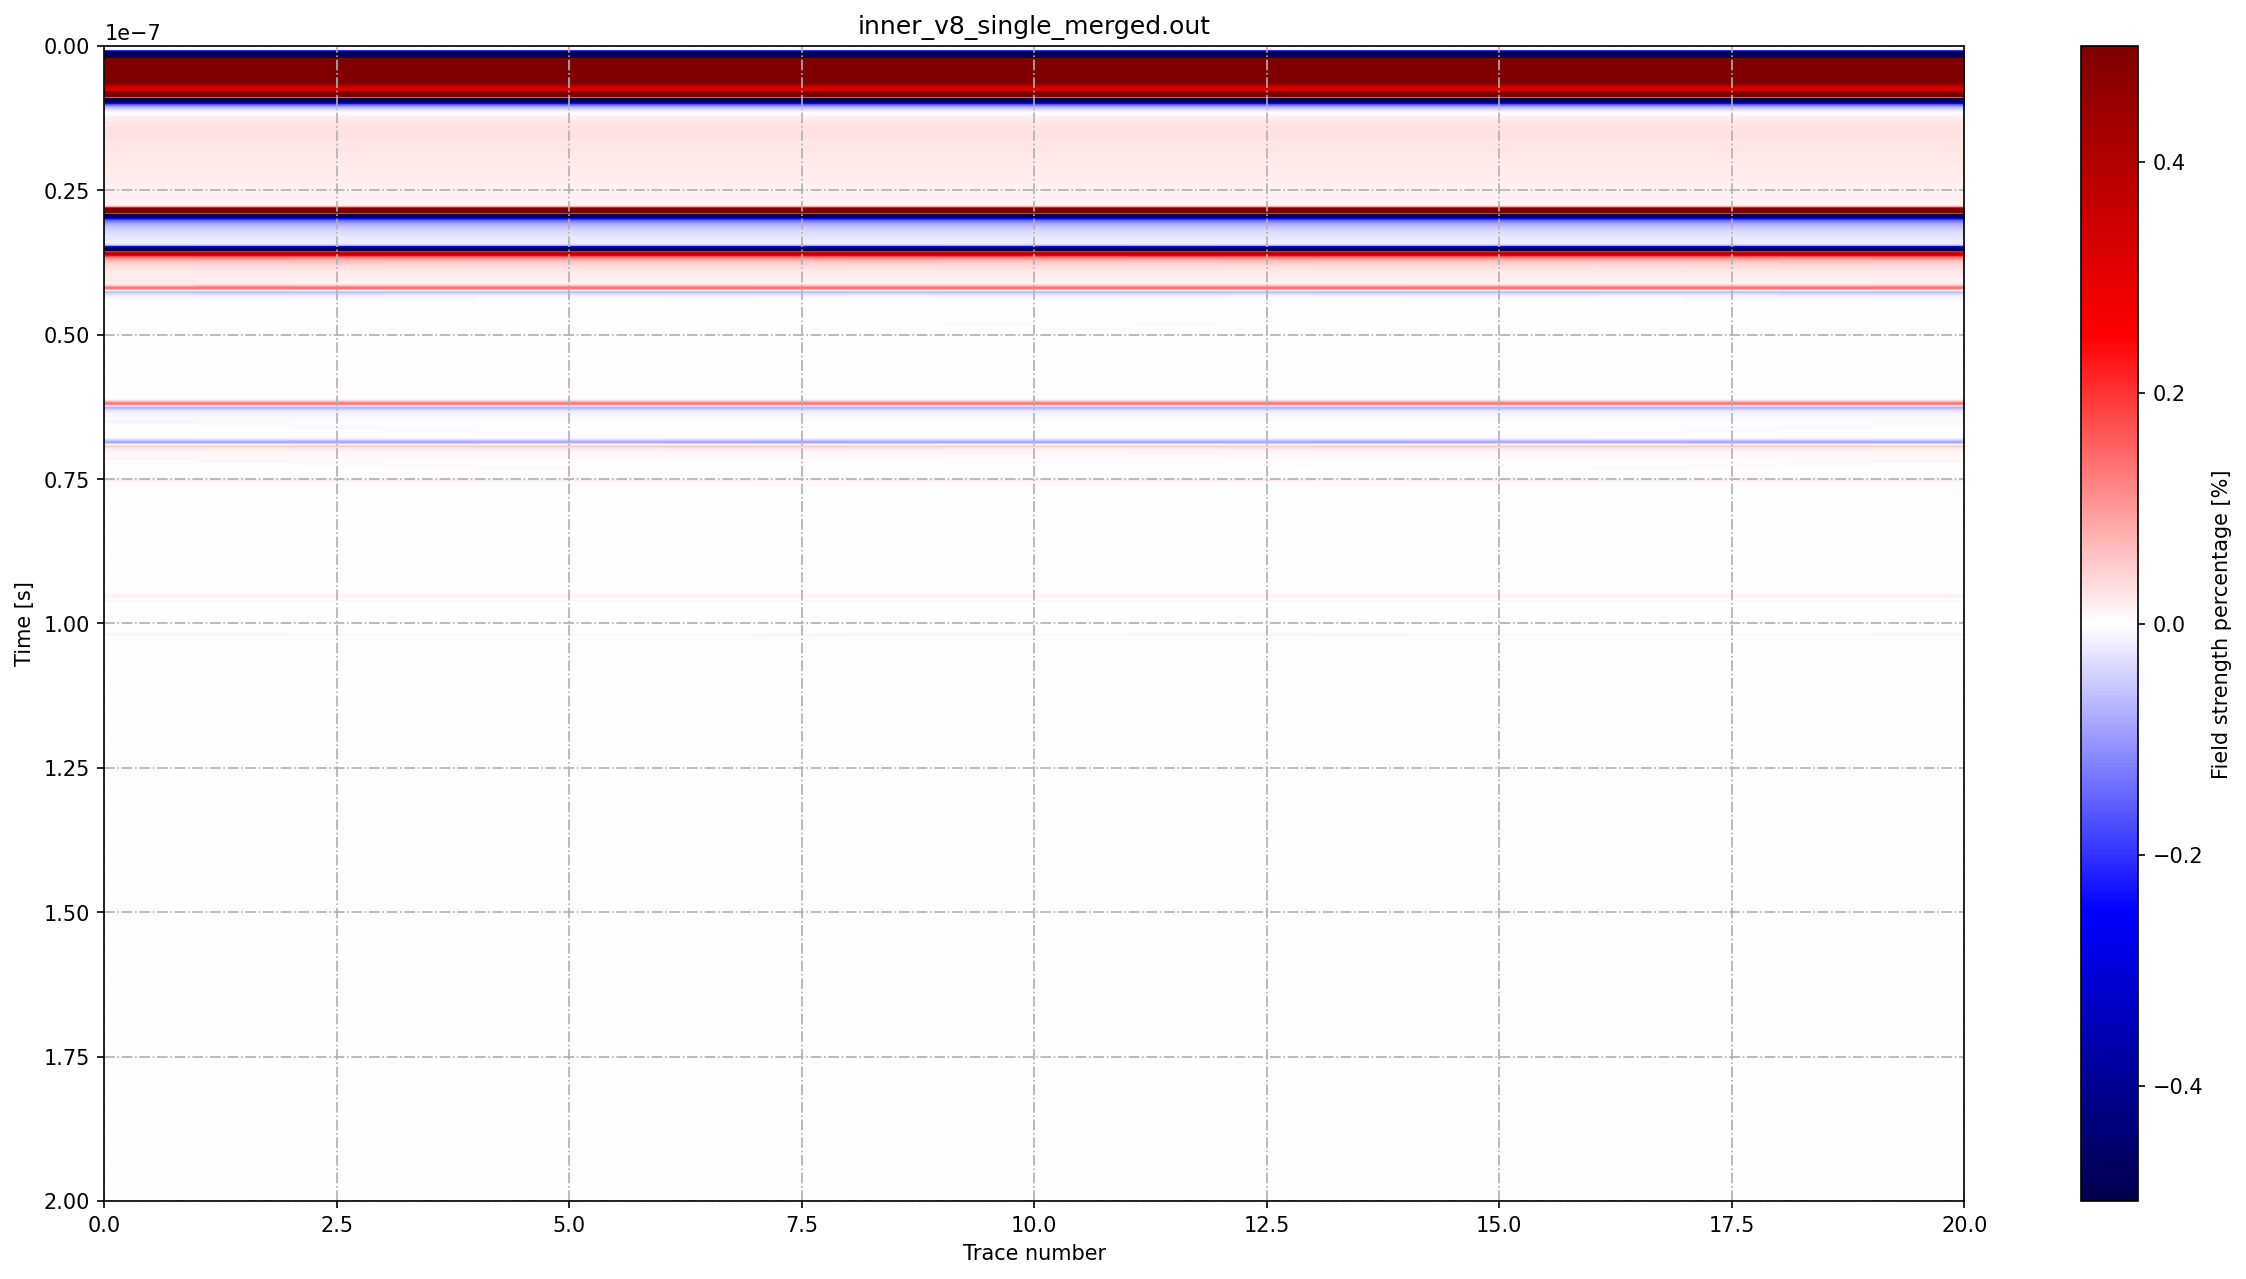 inner_v8_single_merged.out
1e−7
0.00
0.25
0.50
0.75
1.00
1.25
1.50
1.75
2.00
Time [s]
0.0 2.5 5.0 7.5 10.0 12.5 15.0 17.5 20.0
Trace number
0.4
0.2
0.0
−0.2
−0.4
Field strength percentage [%]